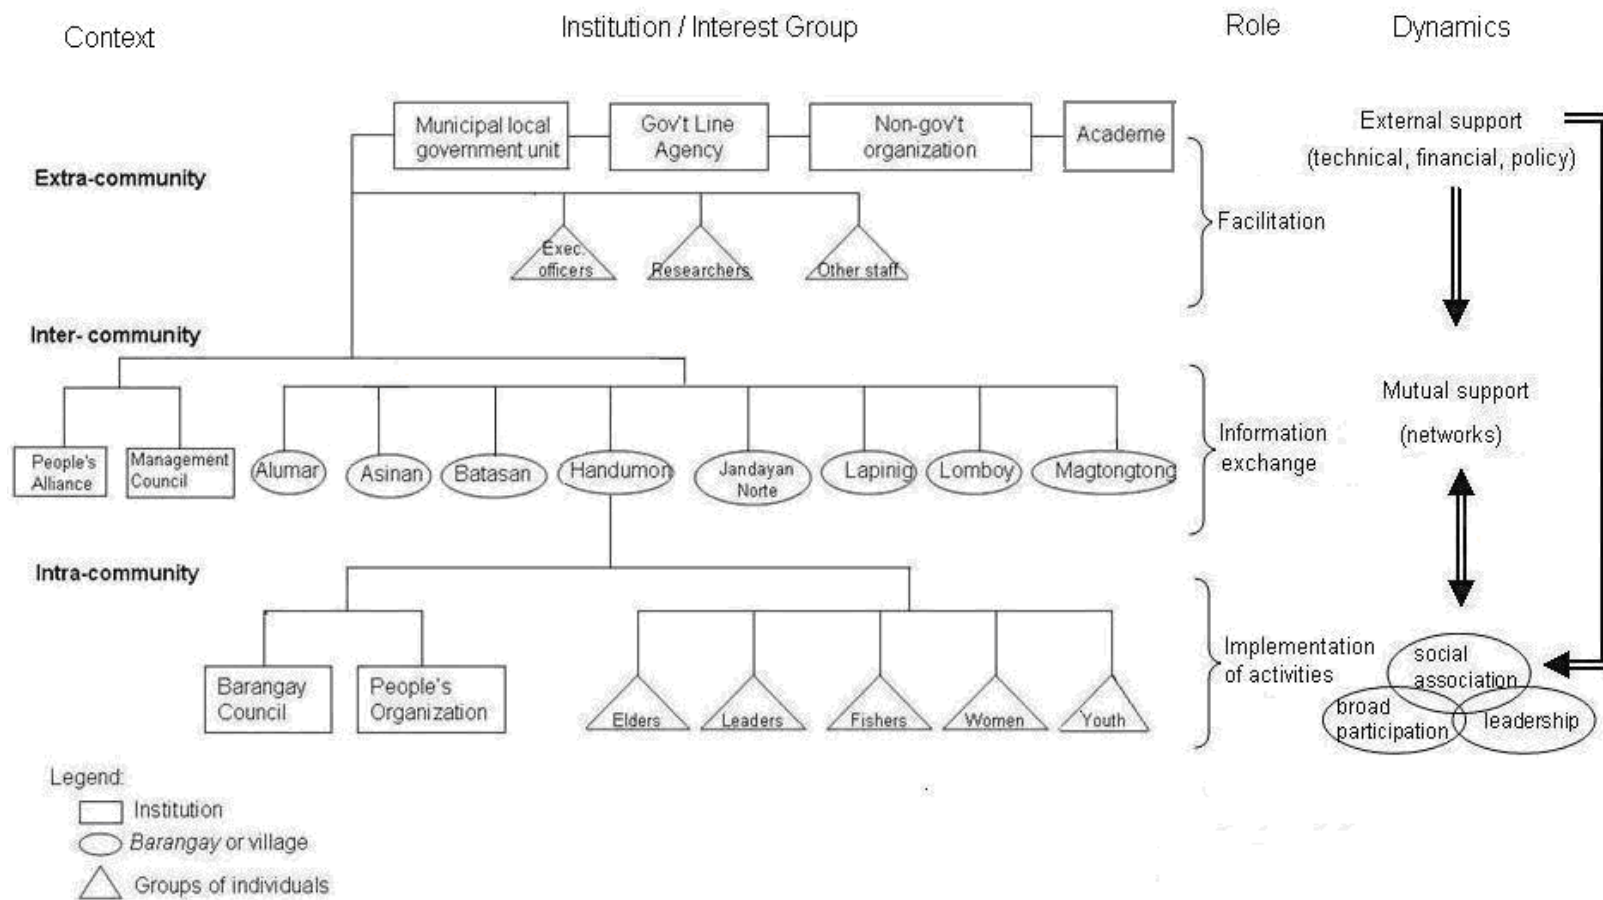 Context
Institution / Interest Group
Role
Dynamics
Municipal local
government unit
Gov't Line
Agency
Non-gov't
organization
Academe
External support
(technical, financial, policy)
Extra-community
Facilitation
Exec.
officers
Researchers
Other staff
Inter- community
Mutual support
(networks)
Information
exchange
People's
Alliance
Management
Council
Alumar
Asinan
Batasan
Handumon
Jandayan
Norte
Lapinig
Lomboy
Magtongtong
Intra-community
Implementation
of activities
social
association
broad
participation
leadership
Barangay
Council
People's
Organization
Elders
Leaders
Fishers
Women
Youth
Legend:
Institution
Barangay or village
Groups of individuals